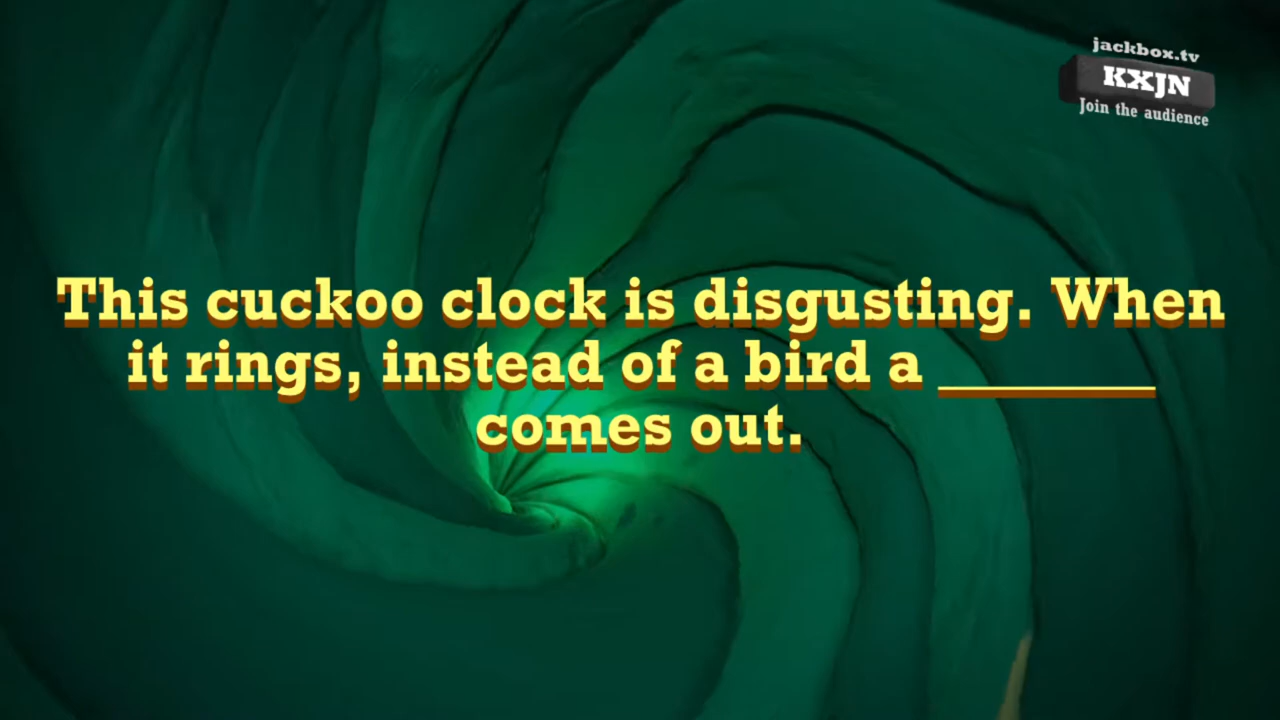 jackbox.tv
KXJN
Join the audience
This cuckoo clock is disgusting. When
it rings, instead of a bird a ________
comes out.